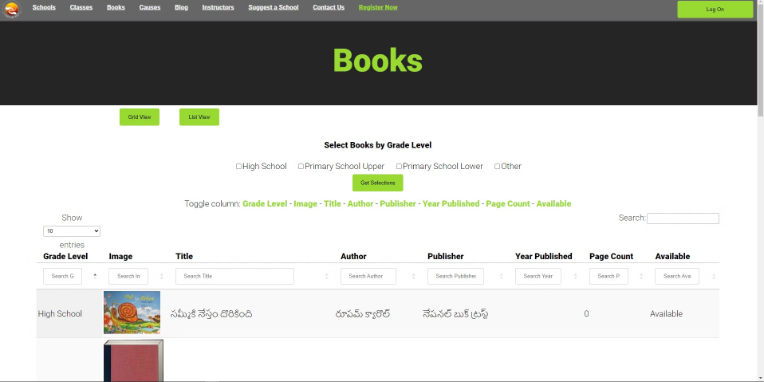 Schools Classes Books Causes Blog Instructors Suggest a School Contact Us Register Now Log On
Books
Grid View List View
Select Books by Grade Level
High School Primary School Upper Primary School Lower Other
Get Selections
Toggle column: Grade Level - Image - Title - Author - Publisher - Year Published - Page Count - Available
Show
10
entries
Search:
Grade Level Image Title Author Publisher Year Published Page Count Available
Search G Search In Search Title Search Author Search Publisher Search Year Search P Search Ava
High School సమ్మికి నేస్తం దొరికింది రూపమ్ క్యారొల్ నేషనల్ బుక్ ట్రస్ట్ 0 Available